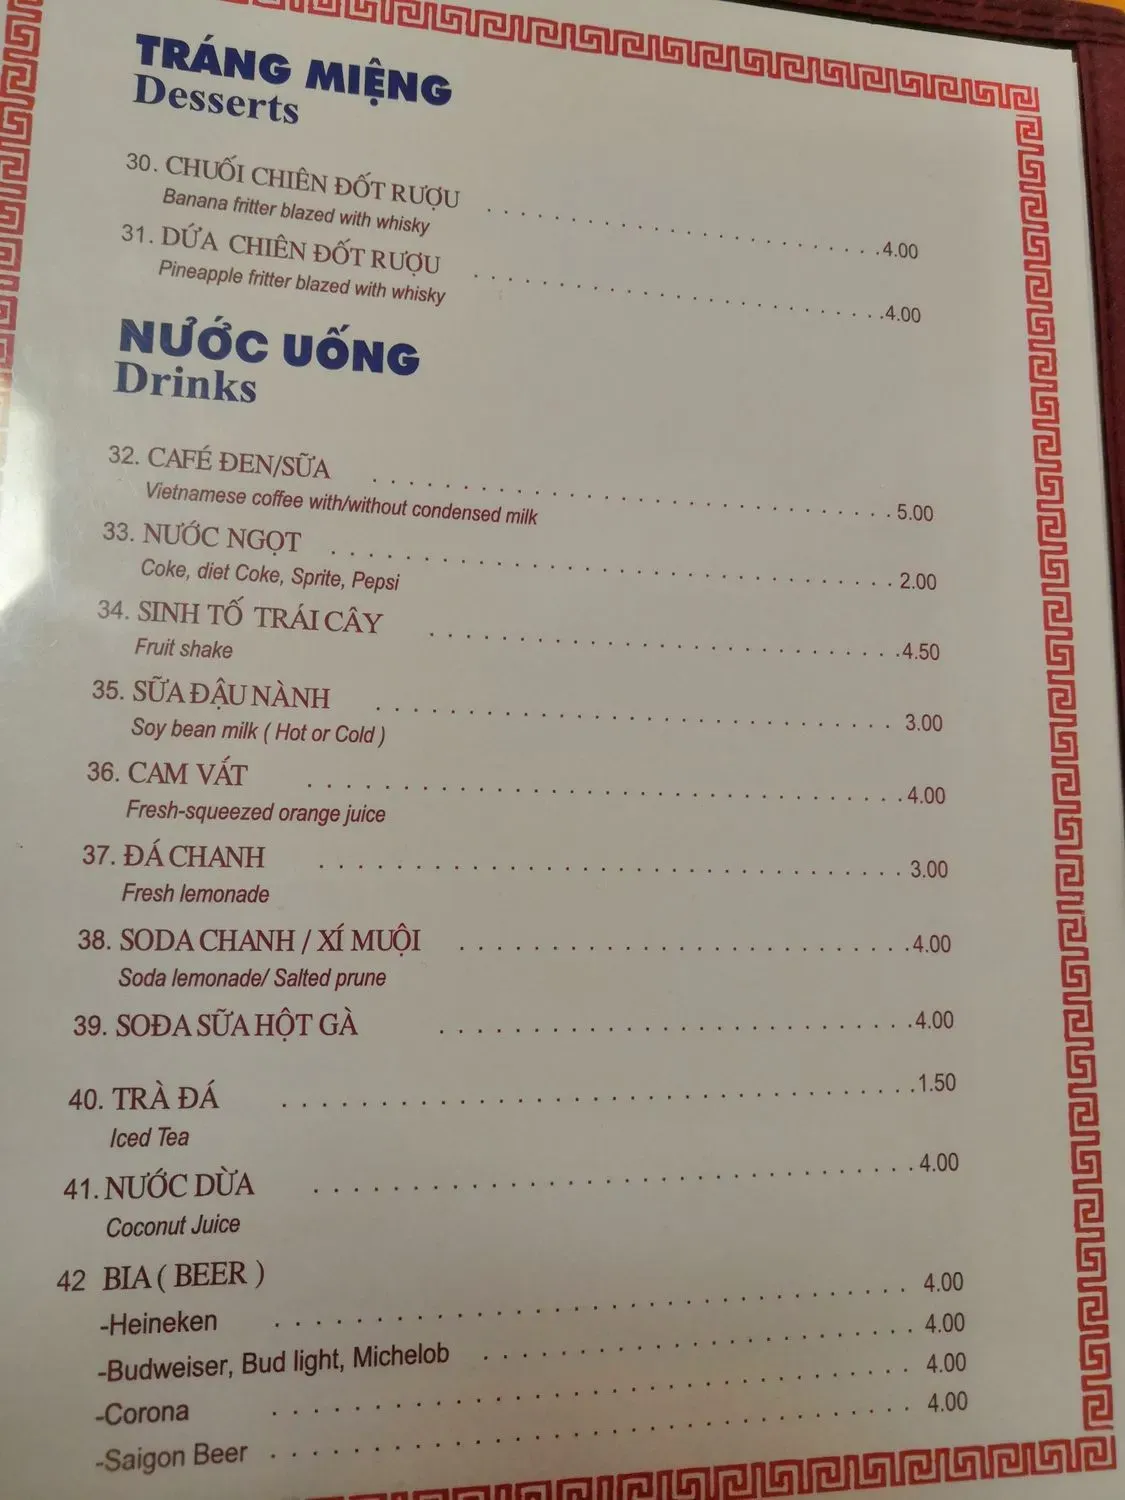 TRÁNG MIỆNG
Desserts
30. CHUỐI CHIÊN ĐỐT RƯỢU . . . . . . . . . . . . . . . . . . . . 4.00
Banana fritter blazed with whisky
31. DỨA CHIÊN ĐỐT RƯỢU . . . . . . . . . . . . . . . . . . . . 4.00
Pineapple fritter blazed with whisky
NƯỚC UỐNG
Drinks
32. CAFÉ ĐEN/SỮA . . . . . . . . . . . . . . . . . . . . 5.00
Vietnamese coffee with/without condensed milk
33. NƯỚC NGỌT . . . . . . . . . . . . . . . . . . . . 2.00
Coke, diet Coke, Sprite, Pepsi
34. SINH TỐ TRÁI CÂY . . . . . . . . . . . . . . . . . . . . 4.50
Fruit shake
35. SỮA ĐẬU NÀNH . . . . . . . . . . . . . . . . . . . . 3.00
Soy bean milk ( Hot or Cold )
36. CAM VẮT . . . . . . . . . . . . . . . . . . . . 4.00
Fresh-squeezed orange juice
37. ĐÁ CHANH . . . . . . . . . . . . . . . . . . . . 3.00
Fresh lemonade
38. SODA CHANH / XÍ MUỘI . . . . . . . . . . . . . . . . . . . . 4.00
Soda lemonade/ Salted prune
39. SOĐA SỮA HỘT GÀ . . . . . . . . . . . . . . . . . . . . 4.00
40. TRÀ ĐÁ . . . . . . . . . . . . . . . . . . . . 1.50
Iced Tea
41. NƯỚC DỪA . . . . . . . . . . . . . . . . . . . . 4.00
Coconut Juice
42 BIA ( BEER )
-Heineken . . . . . . . . . . . . . . . . . . . . 4.00
-Budweiser, Bud light, Michelob . . . . . . . . . . . . . . . . . . . . 4.00
-Corona . . . . . . . . . . . . . . . . . . . . 4.00
-Saigon Beer . . . . . . . . . . . . . . . . . . . . 4.00